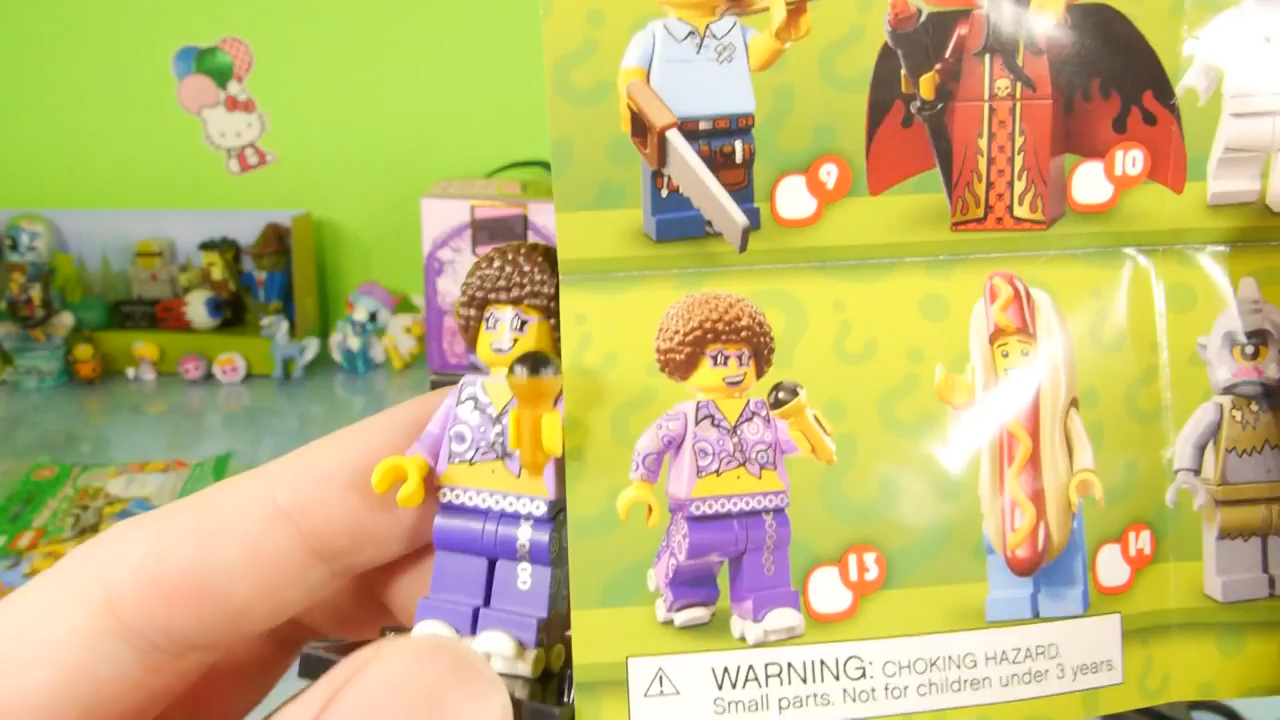 9
10
13
14
WARNING: CHOKING HAZARD.
Small parts. Not for children under 3 years.